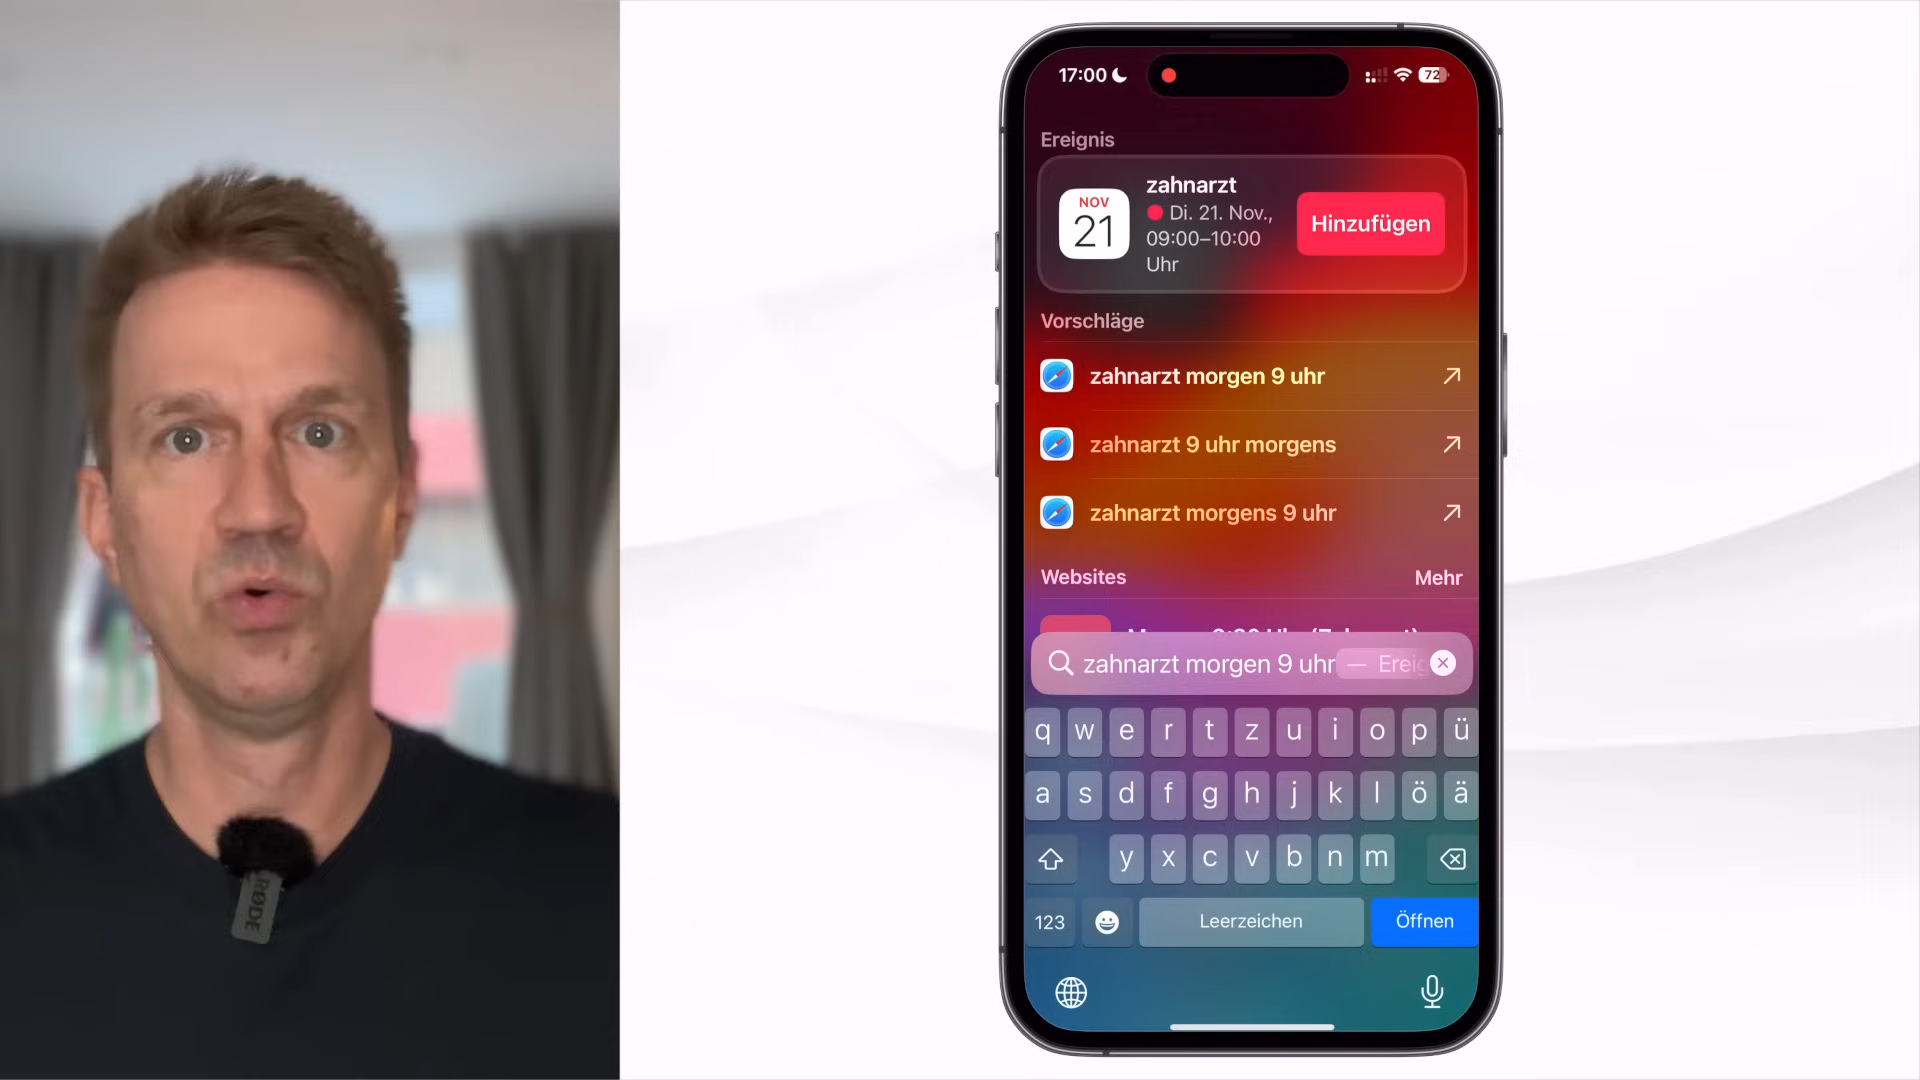 17:00
72
Ereignis
NOV
21
zahnarzt
Di. 21. Nov.,
09:00–10:00
Uhr
Hinzufügen
Vorschläge
zahnarzt morgen 9 uhr
zahnarzt 9 uhr morgens
zahnarzt morgens 9 uhr
Websites
Mehr
zahnarzt morgen 9 uhr — Ereig
q w e r t z u i o p ü
a s d f g h j k l ö ä
y x c v b n m
123
Leerzeichen
Öffnen
RØDE